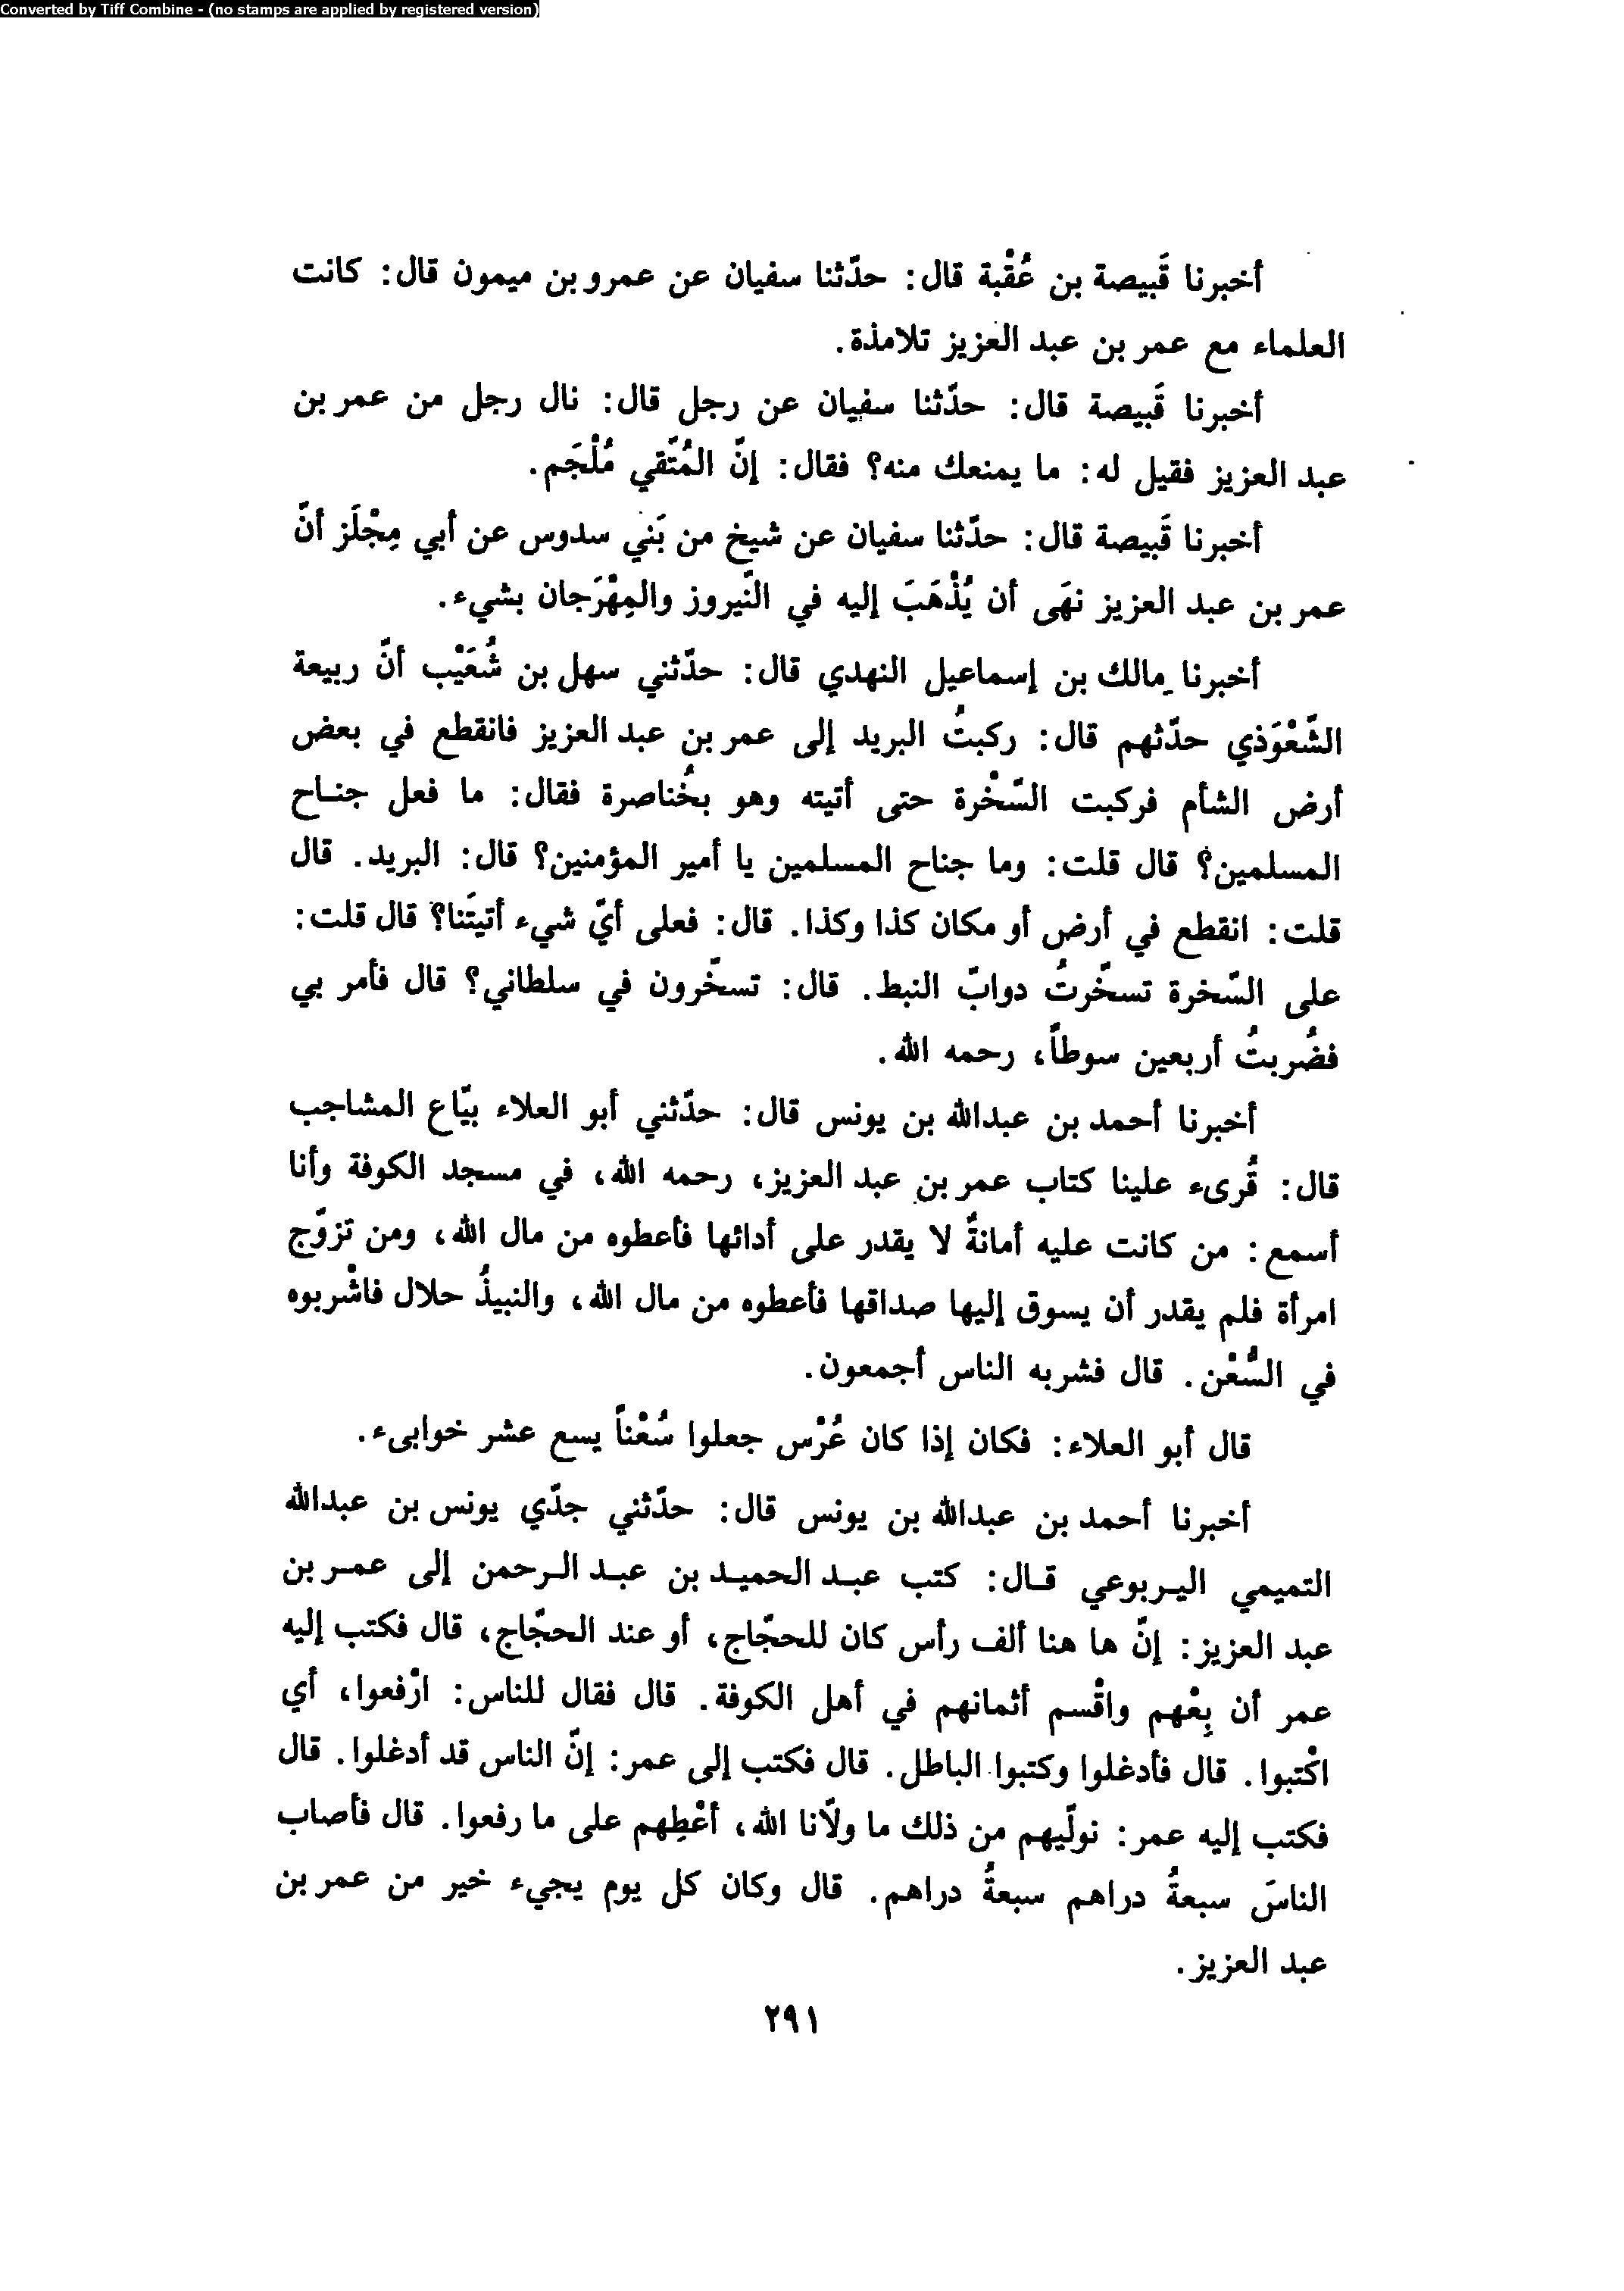 Converted by Tiff Combine - (no stamps are applied by registered version)
أخبرنا قَبيصة بن عُقْبة قال: حدّثنا سفيان عن عمرو بن ميمون قال: كانت
العلماء مع عمر بن عبد العزيز تلامذة.
أخبرنا قَبيصة قال: حدّثنا سفيان عن رجل قال: نال رجل من عمر بن
عبد العزيز فقيل له: ما يمنعك منه؟ فقال: إنّ المُتّقي مُلْجَم.
أخبرنا قَبيصة قال: حدّثنا سفيان عن شيخ من بَني سدوس عن أبي مِجْلَز أنّ
عمر بن عبد العزيز نهَى أن يُذْهَبَ إليه في النَّيروز والمِهْرَجان بشيء.
أخبرنا مالك بن إسماعيل النهدي قال: حدّثني سهل بن شُعَيْب أنّ ربيعة
الشَّعْوَذي حدّثهم قال: ركبتُ البريد إلى عمر بن عبد العزيز فانقطع في بعض
أرض الشأم فركبت السّخْرة حتى أتيته وهو بخُناصرة فقال: ما فعل جنـاح
المسلمين؟ قال قلت: وما جناح المسلمين يا أمير المؤمنين؟ قال: البريد. قال
قلت: انقطع في أرض أو مكان كذا وكذا. قال: فعلى أيّ شيء أتيتَنا؟ قال قلت:
على السّخرة تسخّرتُ دوابّ النبط. قال: تسخّرون في سلطاني؟ قال فأمر بي
فضُربتُ أربعين سوطاً، رحمه الله.
أخبرنا أحمد بن عبدالله بن يونس قال: حدّثني أبو العلاء بيّاع المشاجب
قال: قُرىء علينا كتاب عمر بن عبد العزيز، رحمه الله، في مسجد الكوفة وأنا
أسمع: من كانت عليه أمانةٌ لا يقدر على أدائها فأعطوه من مال الله، ومن تزوّج
امرأة فلم يقدر أن يسوق إليها صداقها فأعطوه من مال الله، والنبيذُ حلال فاشْربوه
في السُّعْن. قال فشربه الناس أجمعون.
قال أبو العلاء: فكان إذا كان عُرْس جعلوا سُعْناً يسع عشر خوابىء.
أخبرنا أحمد بن عبدالله بن يونس قال: حدّثني جدّي يونس بن عبدالله
التميمي اليـربوعي قـال: كتب عبـد الحميـد بن عبـد الـرحمن إلى عمـر بن
عبد العزيز: إنّ ها هنا ألف رأس كان للحجّاج، أو عند الحجّاج، قال فكتب إليه
عمر أن بِعْهم واقْسم أثمانهم في أهل الكوفة. قال فقال للناس: ارْفعوا، أي
اكْتبوا. قال فأدغلوا وكتبوا الباطل. قال فكتب إلى عمر: إنّ الناس قد أدغلوا. قال
فكتب إليه عمر: نولّيهم من ذلك ما ولّانا الله، أعْطِهم على ما رفعوا. قال فأصاب
الناسَ سبعةُ دراهم سبعةُ دراهم. قال وكان كل يوم يجيء خير من عمر بن
عبد العزيز.
٢٩١